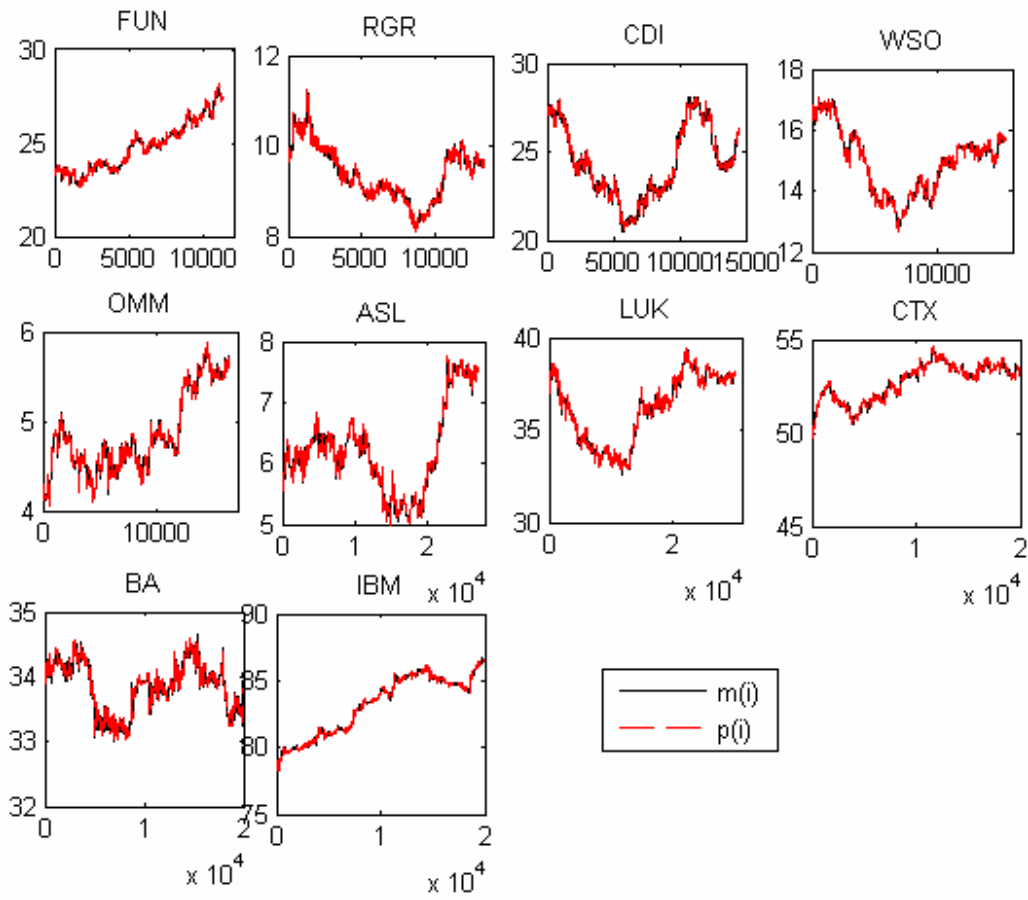 FUN
30
25
20
0 5000 10000
RGR
12
10
8
0 5000 10000
CDI
30
25
20
0 5000 10000 15000
WSO
18
16
14
12
0 10000
OMM
6
5
4
0 10000
ASL
8
7
6
5
0 1 2
x 10^4
LUK
40
35
30
0 2
x 10^4
CTX
55
50
45
0 1 2
x 10^4
BA
35
34
33
32
0 1 2
x 10^4
IBM
90
85
80
75
0 1 2
x 10^4
m(i)
p(i)